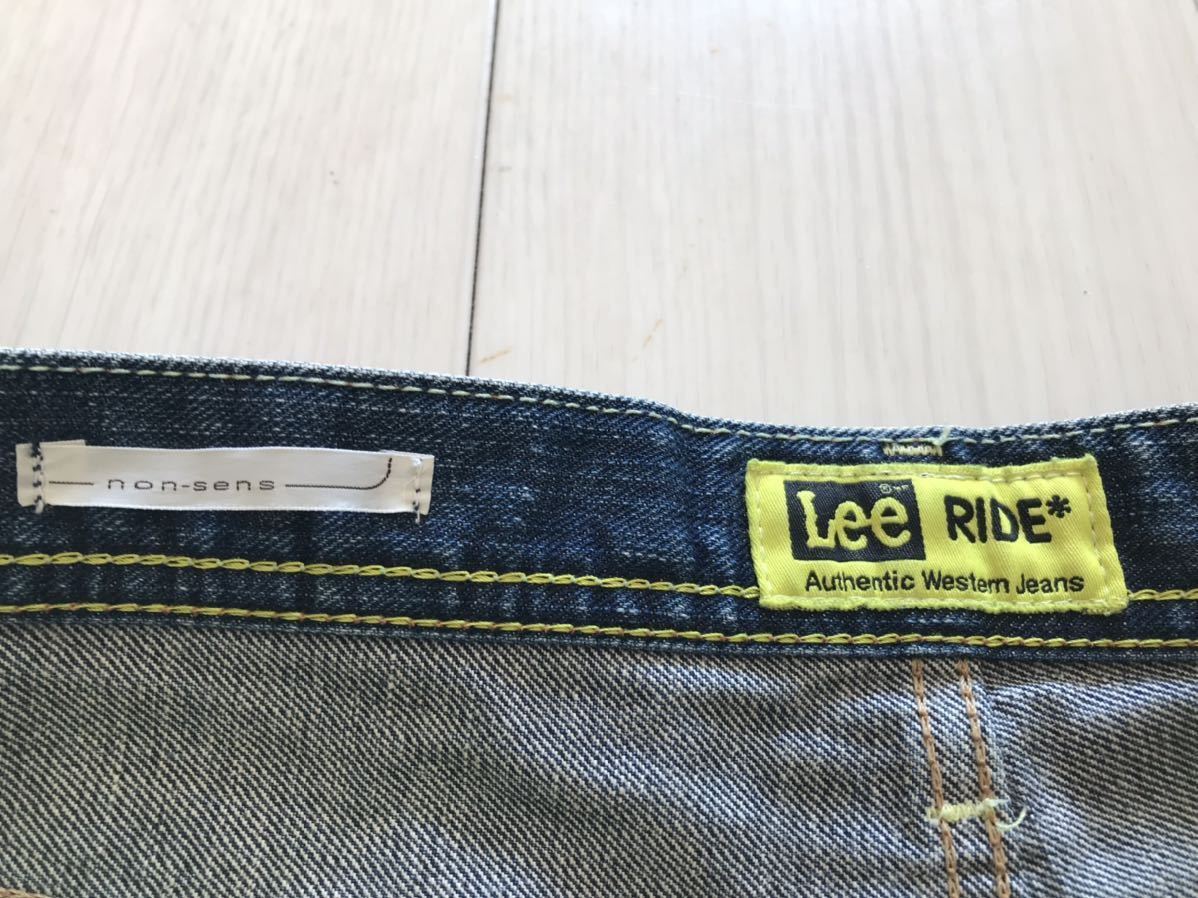 non-sens
Lee® RIDE*
Authentic Western Jeans